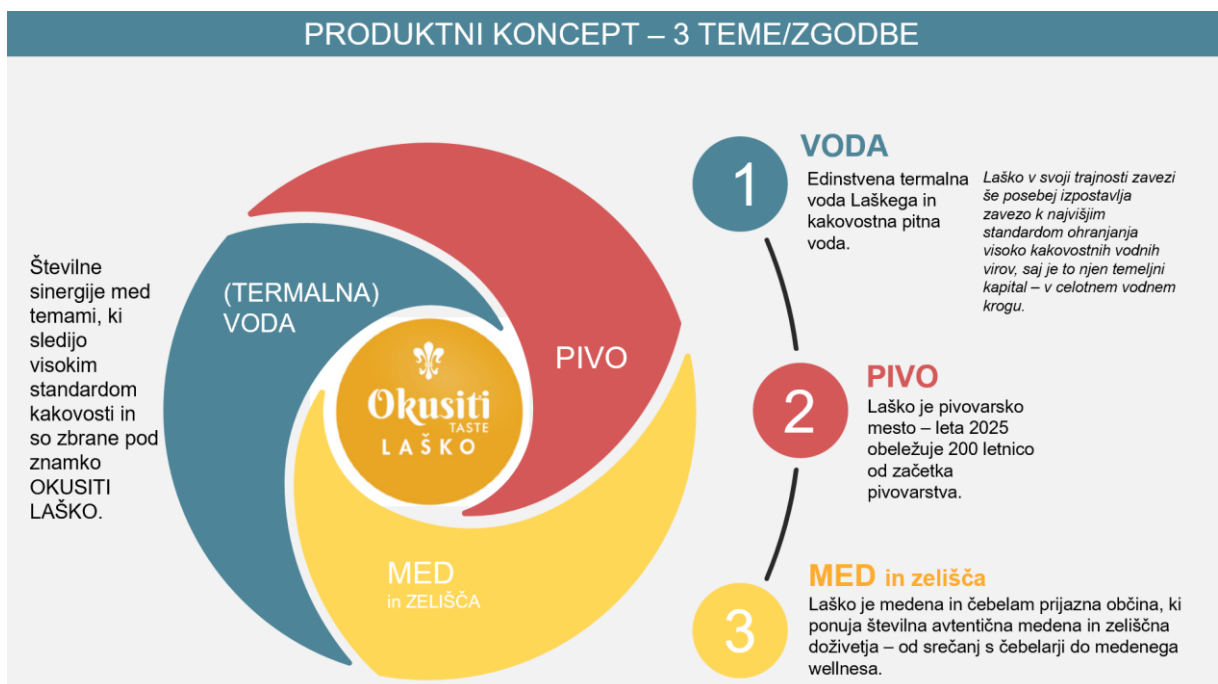 PRODUKTNI KONCEPT – 3 TEME/ZGODBE
Številne
sinergije med
temami, ki
sledijo
visokim
standardom
kakovosti in
so zbrane pod
znamko
OKUSITI
LAŠKO.
(TERMALNA)
VODA
PIVO
MED
in ZELIŠČA
Okusiti
TASTE
LAŠKO
1
VODA
Edinstvena termalna
voda Laškega in
kakovostna pitna
voda.
Laško v svoji trajnosti zavezi
še posebej izpostavlja
zavezo k najvišjim
standardom ohranjanja
visoko kakovostnih vodnih
virov, saj je to njen temeljni
kapital – v celotnem vodnem
krogu.
2
PIVO
Laško je pivovarsko
mesto – leta 2025
obeležuje 200 letnico
od začetka
pivovarstva.
3
MED in zelišča
Laško je medena in čebelam prijazna občina, ki
ponuja številna avtentična medena in zeliščna
doživetja – od srečanj s čebelarji do medenega
wellnesa.